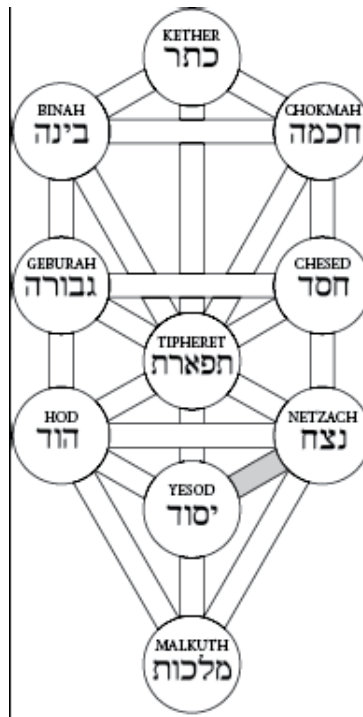 KETHER
כתר
BINAH
בינה
CHOKMAH
חכמה
GEBURAH
גבורה
CHESED
חסד
TIPHERET
תפארת
HOD
הוד
NETZACH
נצח
YESOD
יסוד
MALKUTH
מלכות